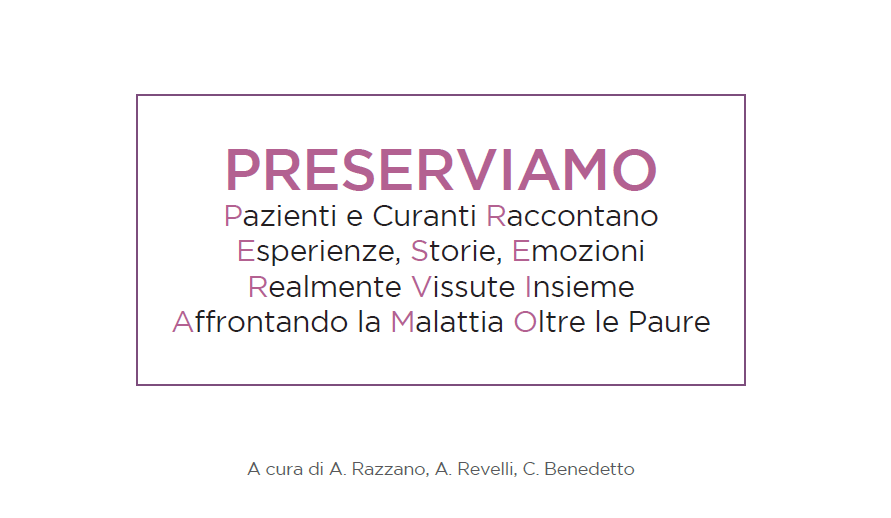 PRESERVIAMO
Pazienti e Curanti Raccontano
Esperienze, Storie, Emozioni
Realmente Vissute Insieme
Affrontando la Malattia Oltre le Paure
A cura di A. Razzano, A. Revelli, C. Benedetto